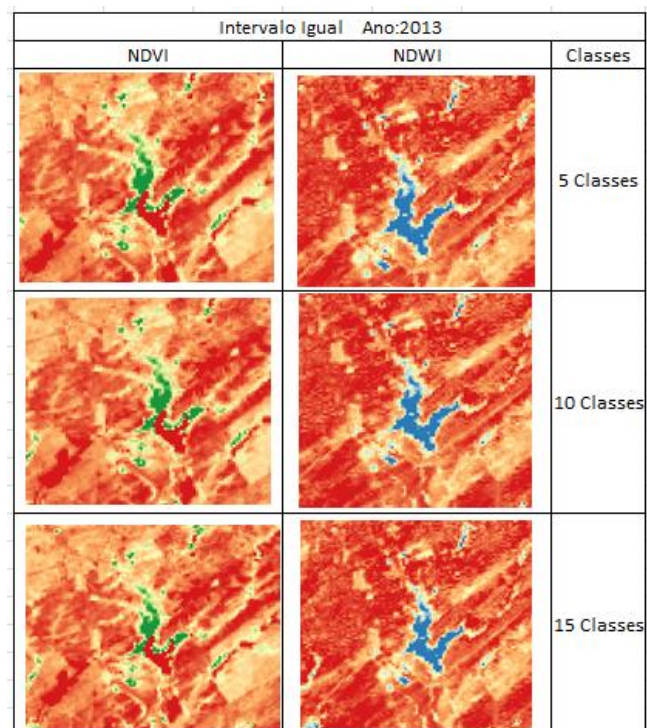 Intervalo Igual Ano:2013
NDVI NDWI Classes
5 Classes
10 Classes
15 Classes